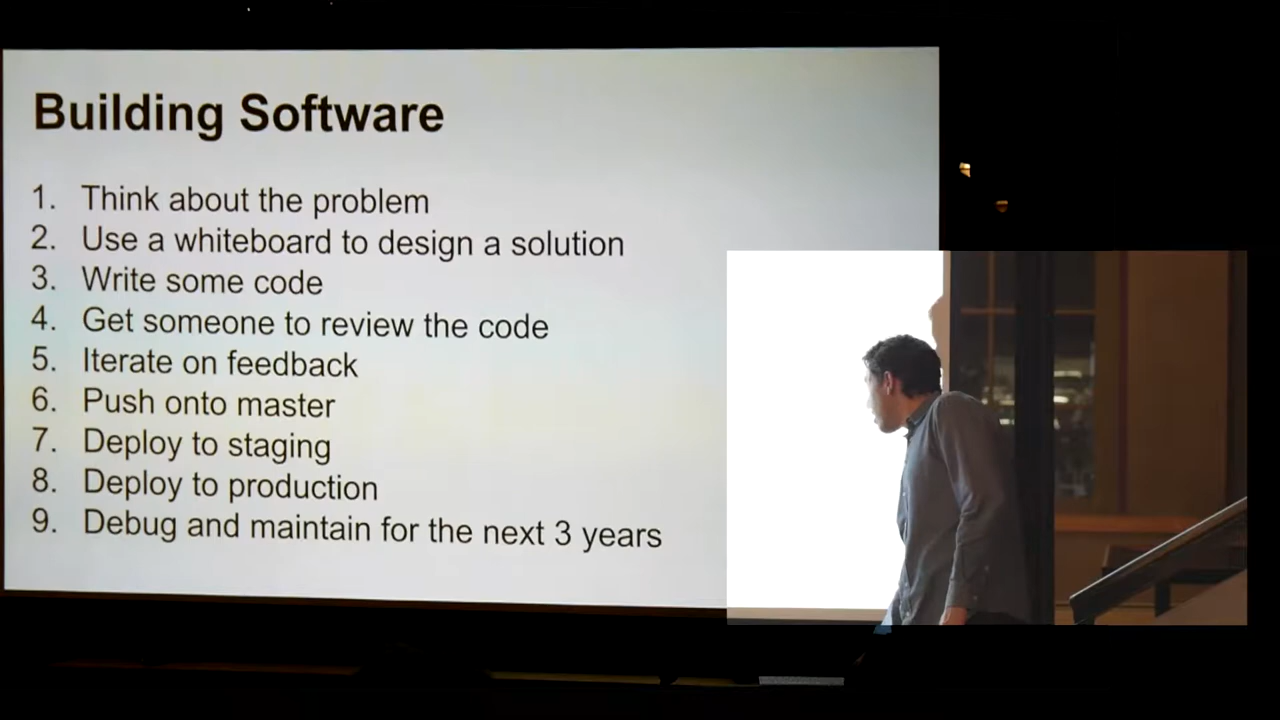 Building Software
1. Think about the problem
2. Use a whiteboard to design a solution
3. Write some code
4. Get someone to review the code
5. Iterate on feedback
6. Push onto master
7. Deploy to staging
8. Deploy to production
9. Debug and maintain for the next 3 years